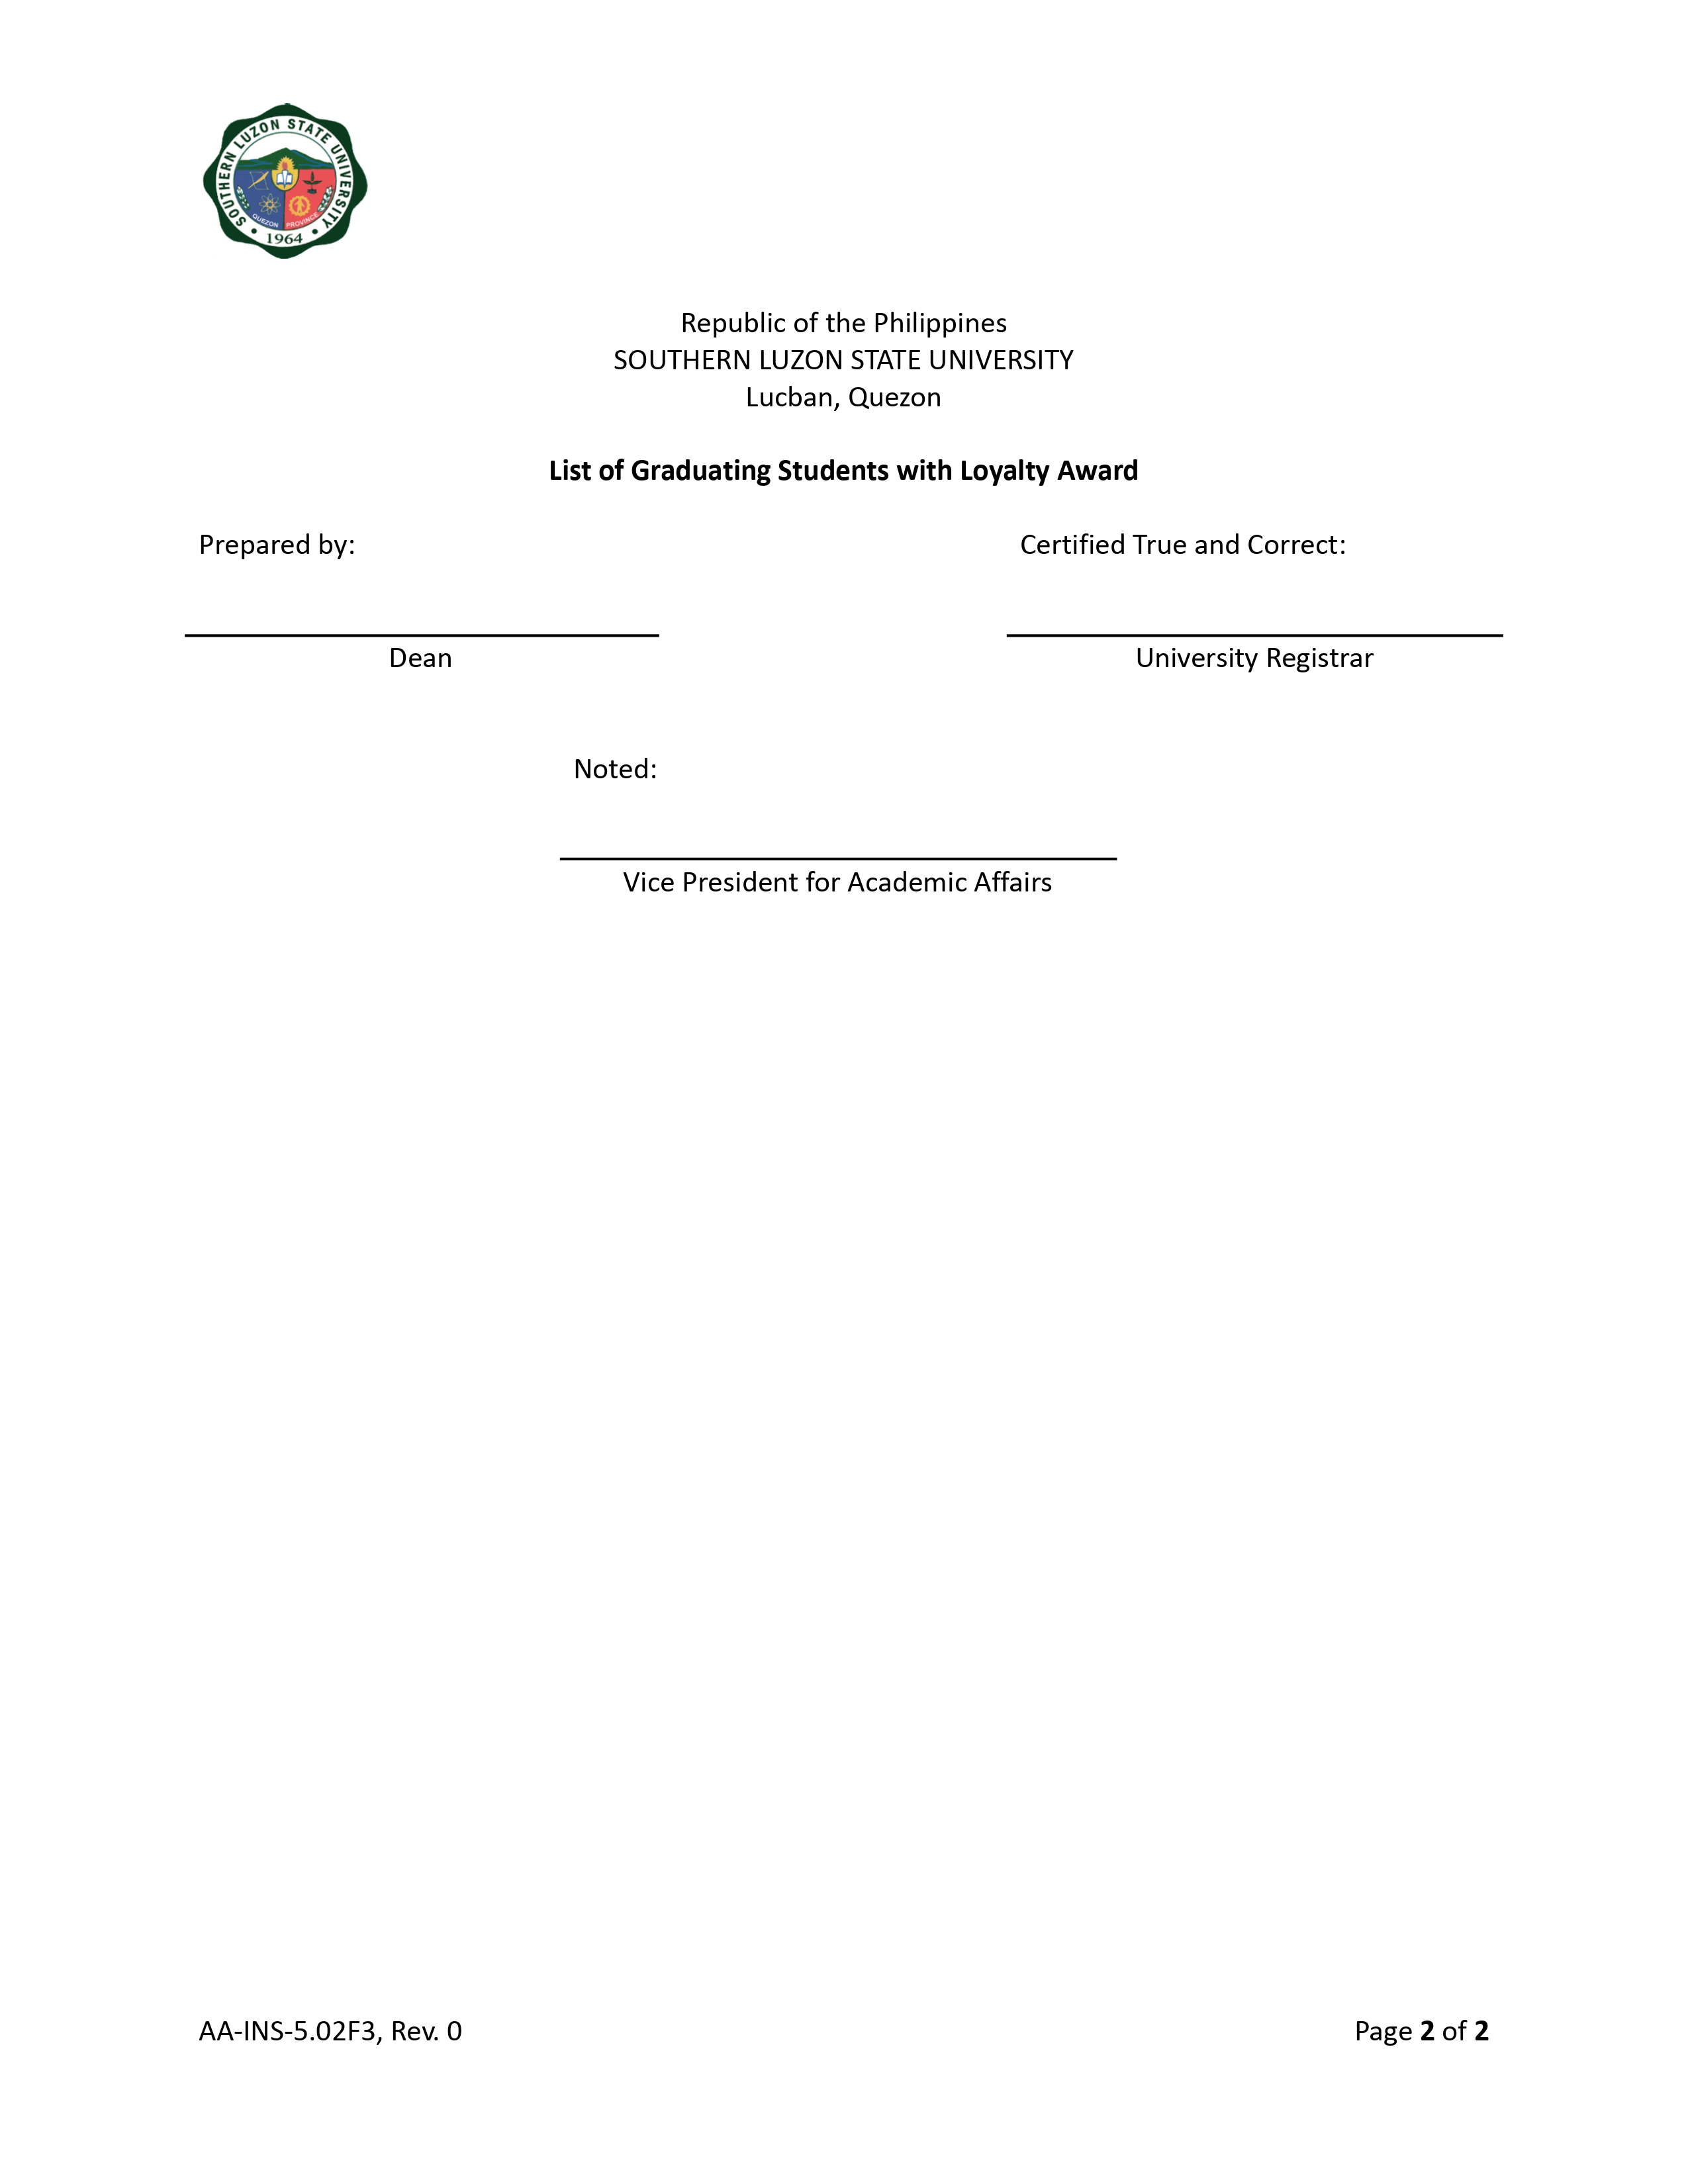 SOUTHERN LUZON STATE UNIVERSITY
QUEZON PROVINCE
1964
Republic of the Philippines
SOUTHERN LUZON STATE UNIVERSITY
Lucban, Quezon
List of Graduating Students with Loyalty Award
Prepared by: Certified True and Correct:
Dean University Registrar
Noted:
Vice President for Academic Affairs
AA-INS-5.02F3, Rev. 0 Page 2 of 2